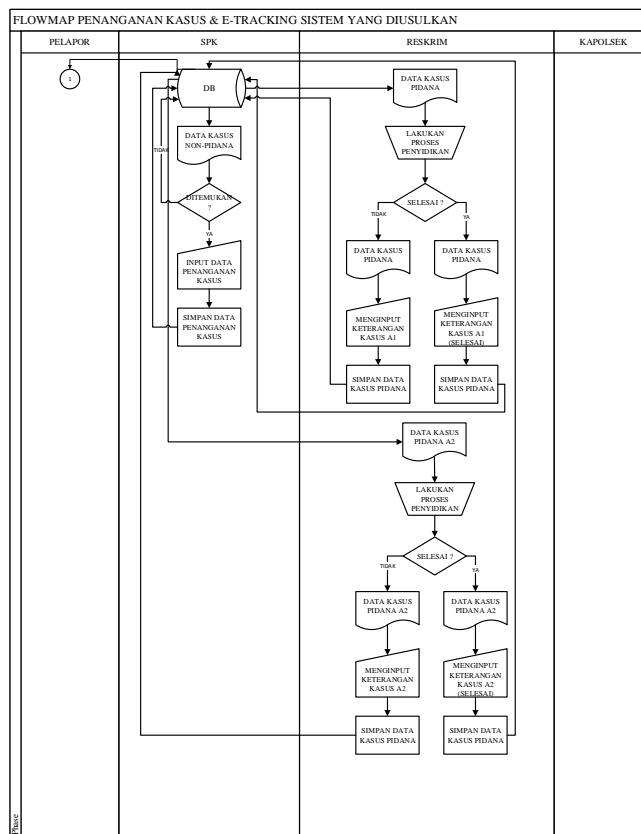 FLOWMAP PENANGANAN KASUS & E-TRACKING SISTEM YANG DIUSULKAN
PELAPOR
SPK
RESKRIM
KAPOLSEK
1
DB
DATA KASUS
NON-PIDANA
TIDAK
DITEMUKAN
?
YA
INPUT DATA
PENANGANAN
KASUS
SIMPAN DATA
PENANGANAN
KASUS
DATA KASUS
PIDANA
LAKUKAN
PROSES
PENYIDIKAN
SELESAI ?
TIDAK
YA
DATA KASUS
PIDANA
DATA KASUS
PIDANA
MENGINPUT
KETERANGAN
KASUS A1
MENGINPUT
KETERANGAN
KASUS A1
(SELESAI)
SIMPAN DATA
KASUS PIDANA
SIMPAN DATA
KASUS PIDANA
DATA KASUS
PIDANA A2
LAKUKAN
PROSES
PENYIDIKAN
SELESAI ?
TIDAK
YA
DATA KASUS
PIDANA A2
DATA KASUS
PIDANA A2
MENGINPUT
KETERANGAN
KASUS A2
MENGINPUT
KETERANGAN
KASUS A2
(SELESAI)
SIMPAN DATA
KASUS PIDANA
SIMPAN DATA
KASUS PIDANA
Phase